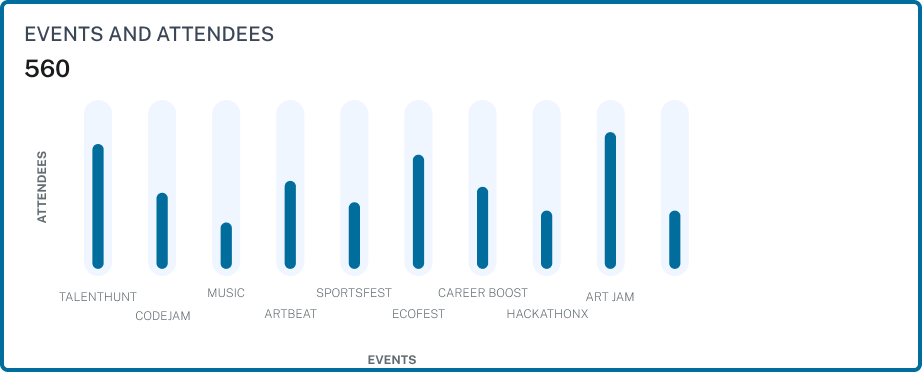 EVENTS AND ATTENDEES
560
ATTENDEES
TALENTHUNT
CODEJAM
MUSIC
ARTBEAT
SPORTSFEST
ECOFEST
CAREER BOOST
HACKATHONX
ART JAM
EVENTS